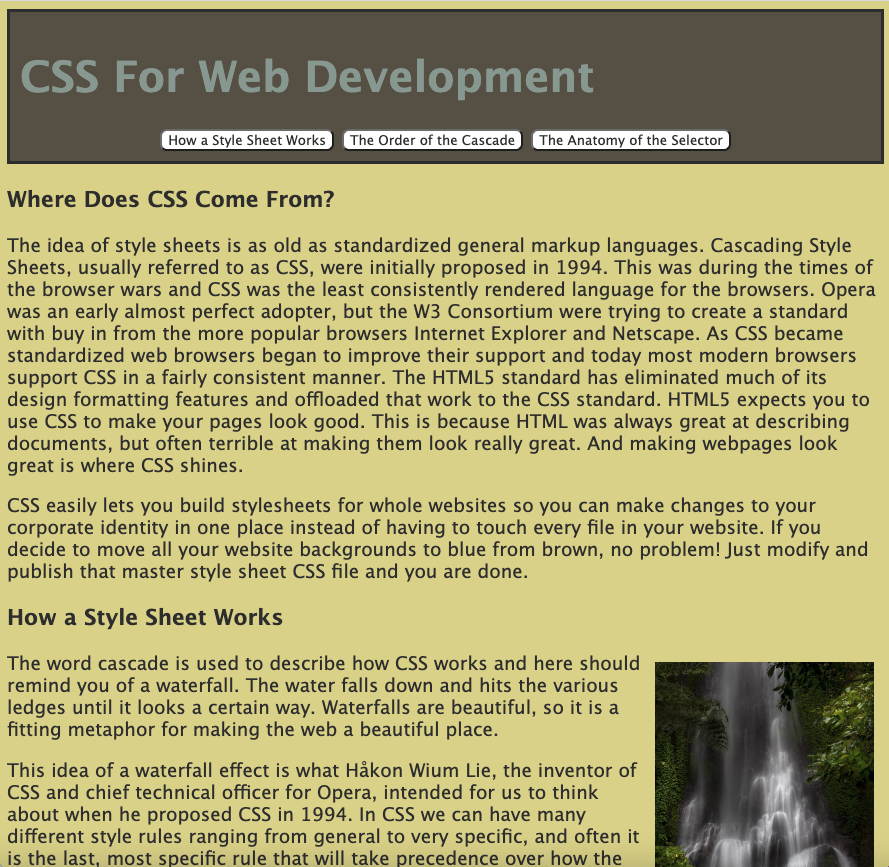 CSS For Web Development
How a Style Sheet Works
The Order of the Cascade
The Anatomy of the Selector
Where Does CSS Come From?
The idea of style sheets is as old as standardized general markup languages. Cascading Style
Sheets, usually referred to as CSS, were initially proposed in 1994. This was during the times of
the browser wars and CSS was the least consistently rendered language for the browsers. Opera
was an early almost perfect adopter, but the W3 Consortium were trying to create a standard
with buy in from the more popular browsers Internet Explorer and Netscape. As CSS became
standardized web browsers began to improve their support and today most modern browsers
support CSS in a fairly consistent manner. The HTML5 standard has eliminated much of its
design formatting features and offloaded that work to the CSS standard. HTML5 expects you to
use CSS to make your pages look good. This is because HTML was always great at describing
documents, but often terrible at making them look really great. And making webpages look
great is where CSS shines.
CSS easily lets you build stylesheets for whole websites so you can make changes to your
corporate identity in one place instead of having to touch every file in your website. If you
decide to move all your website backgrounds to blue from brown, no problem! Just modify and
publish that master style sheet CSS file and you are done.
How a Style Sheet Works
The word cascade is used to describe how CSS works and here should
remind you of a waterfall. The water falls down and hits the various
ledges until it looks a certain way. Waterfalls are beautiful, so it is a
fitting metaphor for making the web a beautiful place.
This idea of a waterfall effect is what Håkon Wium Lie, the inventor of
CSS and chief technical officer for Opera, intended for us to think
about when he proposed CSS in 1994. In CSS we can have many
different style rules ranging from general to very specific, and often it
is the last, most specific rule that will take precedence over how the